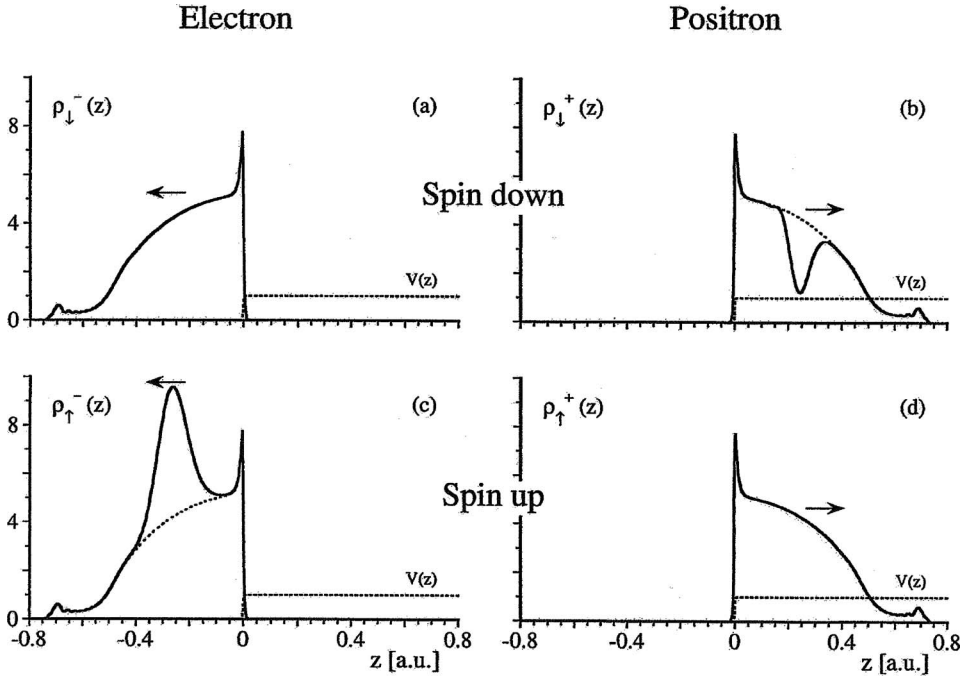 Electron
Positron
ρ↓⁻(z)
(a)
8
4
0
V(z)
ρ↓⁺(z)
(b)
V(z)
Spin down
ρ↑⁻(z)
(c)
8
4
0
V(z)
-0.8
-0.4
0
0.4
0.8
z [a.u.]
ρ↑⁺(z)
(d)
V(z)
-0.8
-0.4
0
0.4
0.8
z [a.u.]
Spin up